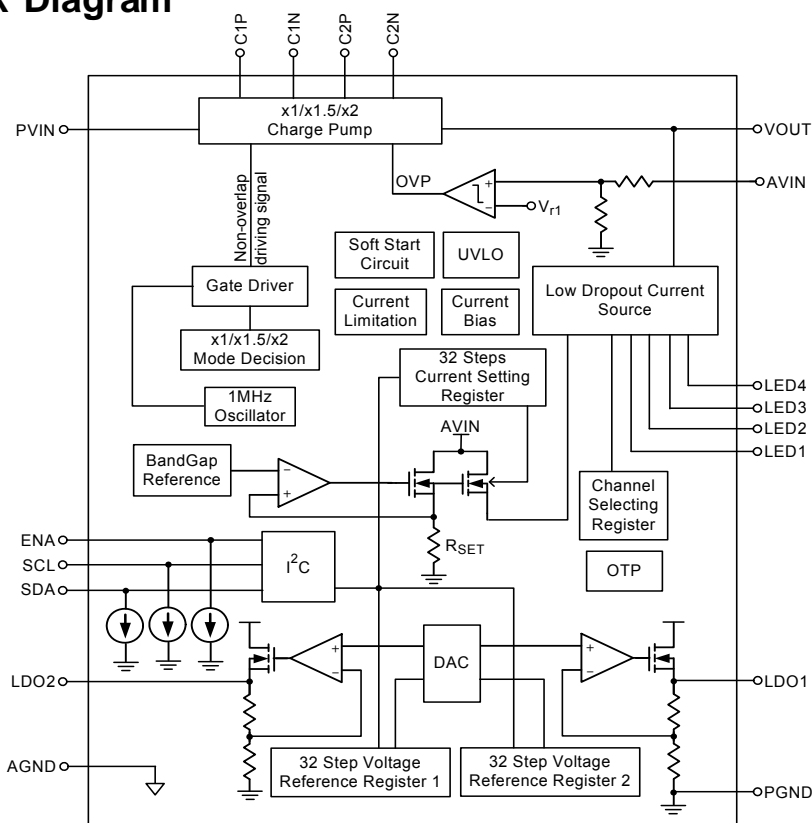 Diagram
C1P
C1N
C2P
C2N
x1/x1.5/x2
Charge Pump
PVIN
VOUT
OVP
+
−
Vr1
AVIN
Non-overlap
driving signal
Soft Start
Circuit
UVLO
Gate Driver
Current
Limitation
Current
Bias
Low Dropout Current
Source
x1/x1.5/x2
Mode Decision
32 Steps
Current Setting
Register
1MHz
Oscillator
LED4
LED3
LED2
LED1
AVIN
BandGap
Reference
−
+
Channel
Selecting
Register
RSET
ENA
SCL
SDA
I2C
OTP
+
−
DAC
+
−
LDO2
LDO1
32 Step Voltage
Reference Register 1
32 Step Voltage
Reference Register 2
AGND
PGND